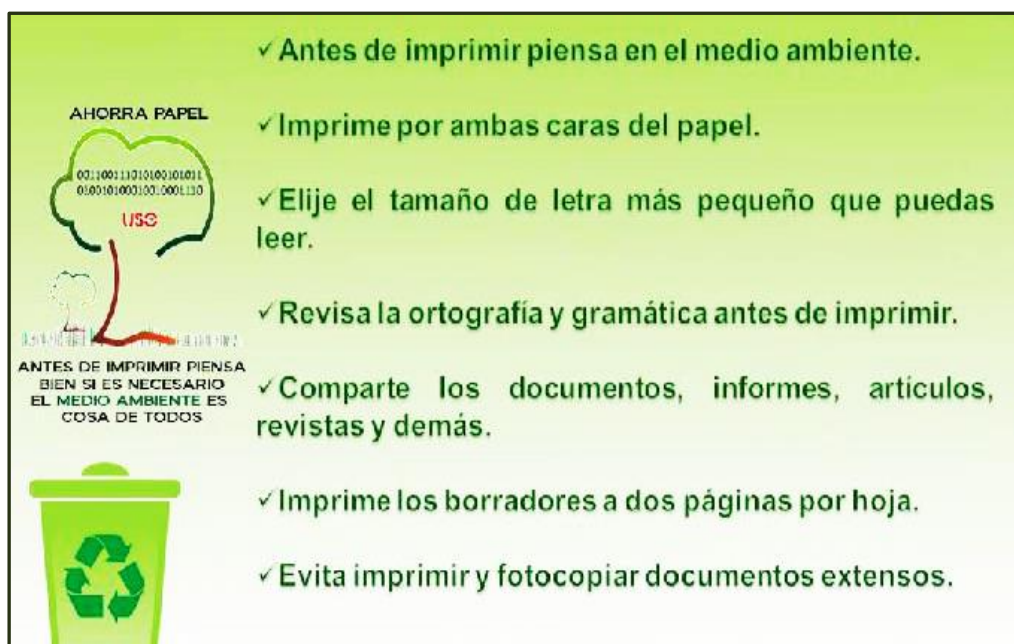 ✓Antes de imprimir piensa en el medio ambiente.
AHORRA PAPEL
✓Imprime por ambas caras del papel.
USO
✓Elije el tamaño de letra más pequeño que puedas
leer.
✓Revisa la ortografía y gramática antes de imprimir.
ANTES DE IMPRIMIR PIENSA
BIEN SI ES NECESARIO
EL MEDIO AMBIENTE ES
COSA DE TODOS
✓Comparte los documentos, informes, artículos,
revistas y demás.
✓Imprime los borradores a dos páginas por hoja.
✓Evita imprimir y fotocopiar documentos extensos.